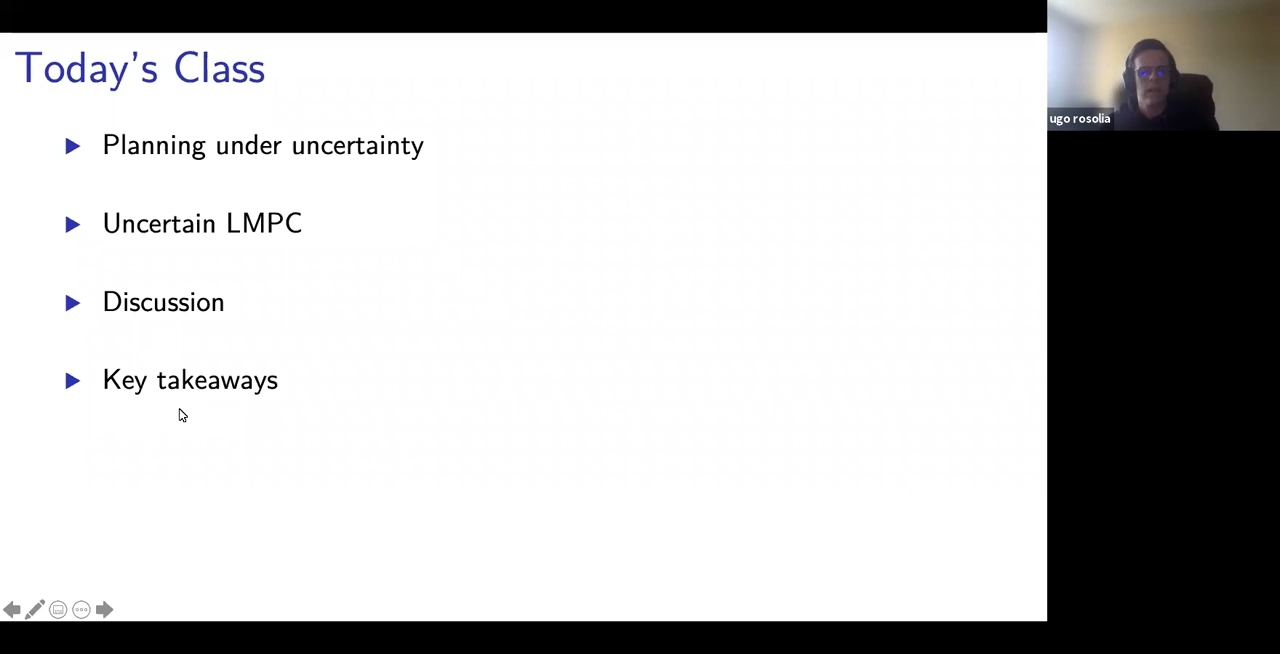 Today's Class
Planning under uncertainty
Uncertain LMPC
Discussion
Key takeaways
ugo rosolia